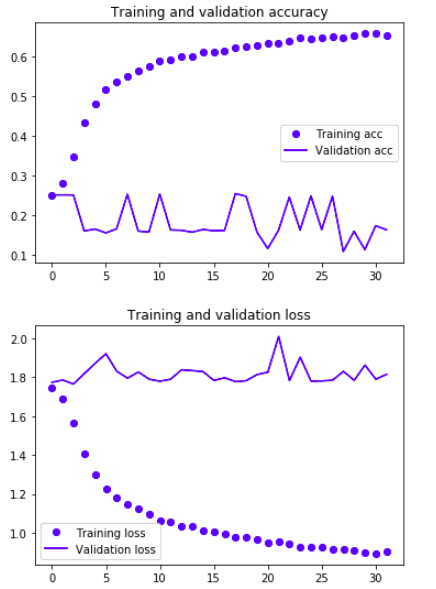 Training and validation accuracy
0.6
0.5
0.4
0.3
0.2
0.1
Training acc
Validation acc
0 5 10 15 20 25 30
Training and validation loss
2.0
1.8
1.6
1.4
1.2
1.0
Training loss
Validation loss
0 5 10 15 20 25 30